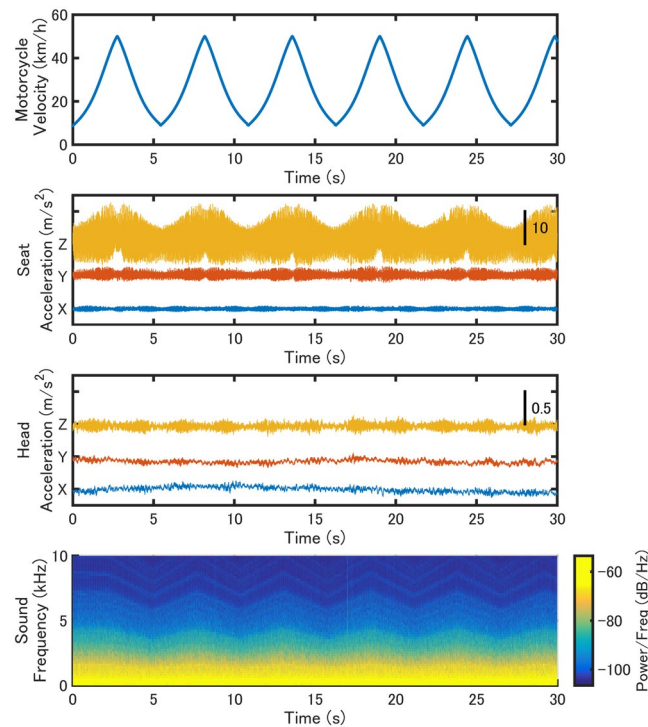 60
40
20
0
Motorcycle
Velocity (km/h)
0 5 10 15 20 25 30
Time (s)
Seat
Acceleration (m/s²)
Z
Y
X
10
0 5 10 15 20 25 30
Time (s)
Head
Acceleration (m/s²)
Z
Y
X
0.5
0 5 10 15 20 25 30
Time (s)
Sound
Frequency (kHz)
10
5
0
0 5 10 15 20 25 30
Time (s)
−60
−80
−100
Power/Freq (dB/Hz)